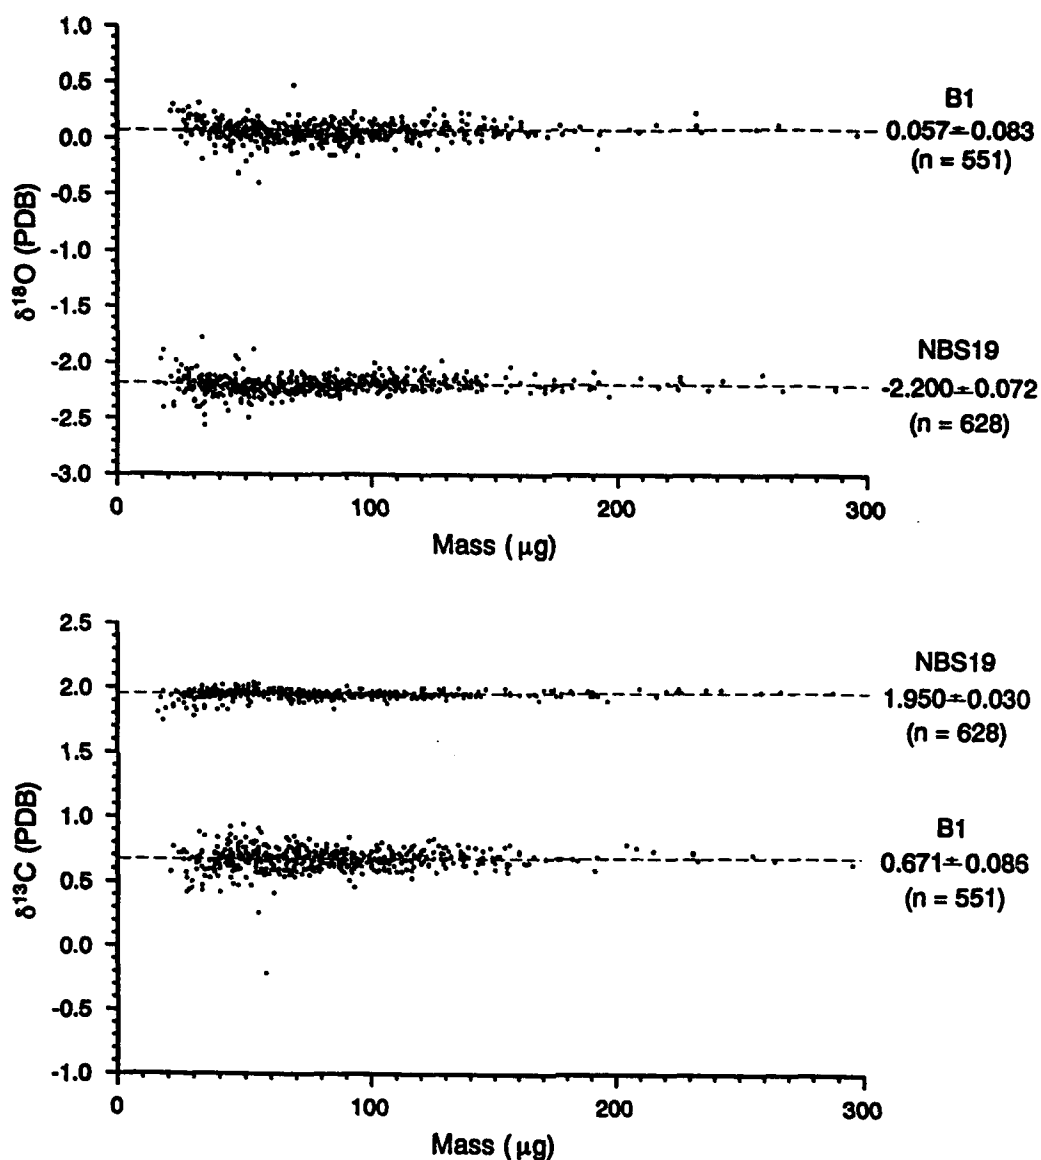 1.0
0.5
0.0
-0.5
-1.0
-1.5
-2.0
-2.5
-3.0
δ¹⁸O (PDB)
B1
0.057±0.083
(n = 551)
NBS19
-2.200±0.072
(n = 628)
0 100 200 300
Mass (μg)
2.5
2.0
1.5
1.0
0.5
0.0
-0.5
-1.0
δ¹³C (PDB)
NBS19
1.950±0.030
(n = 628)
B1
0.671±0.086
(n = 551)
0 100 200 300
Mass (μg)